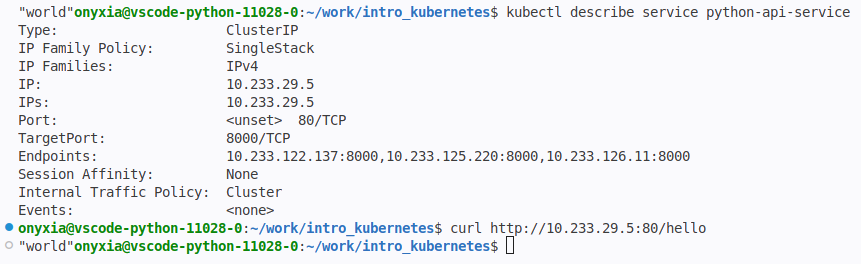 "world"onyxia@vscode-python-11028-0:~/work/intro_kubernetes$ kubectl describe service python-api-service
Type:                     ClusterIP
IP Family Policy:         SingleStack
IP Families:              IPv4
IP:                       10.233.29.5
IPs:                      10.233.29.5
Port:                     <unset>  80/TCP
TargetPort:               8000/TCP
Endpoints:                10.233.122.137:8000,10.233.125.220:8000,10.233.126.11:8000
Session Affinity:         None
Internal Traffic Policy:  Cluster
Events:                   <none>
onyxia@vscode-python-11028-0:~/work/intro_kubernetes$ curl http://10.233.29.5:80/hello
"world"onyxia@vscode-python-11028-0:~/work/intro_kubernetes$